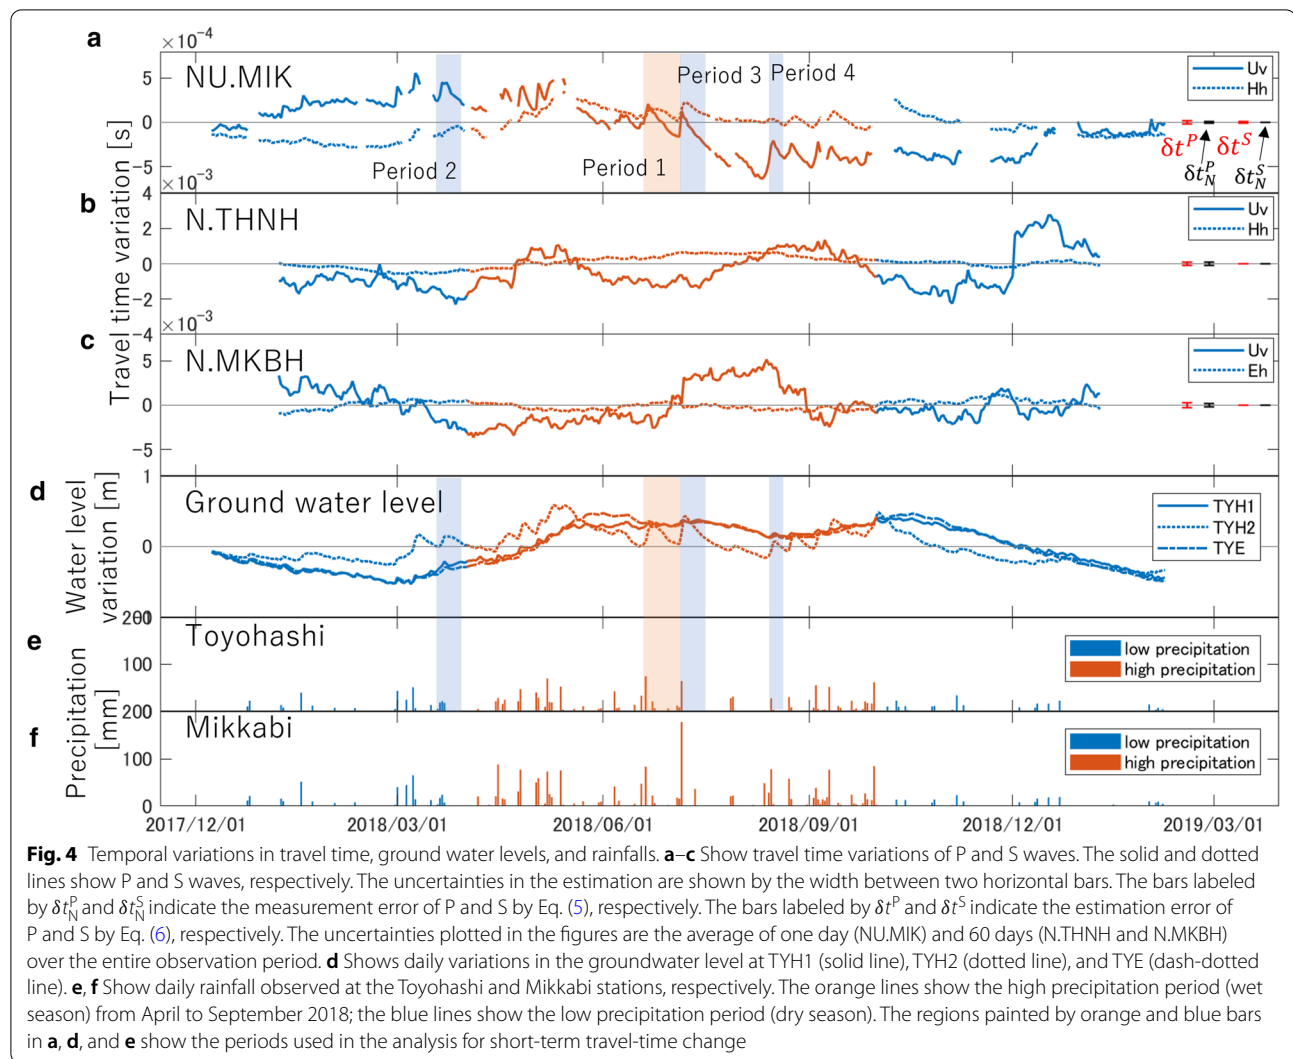 a
×10⁻⁴
NU.MIK
Period 3
Period 4
Uv
Hh
5
0
-5
Period 2
Period 1
δtᴾ
δtᴾ_N
δtˢ
δtˢ_N
Travel time variation [s]
×10⁻³
b
4
N.THNH
Uv
Hh
2
0
-2
-4
×10⁻³
c
N.MKBH
Uv
Eh
5
0
-5
d
1
Ground water level
TYH1
TYH2
TYE
0
Water level
variation [m]
-1
200
e
Toyohashi
low precipitation
high precipitation
100
Precipitation
[mm]
200
f
Mikkabi
low precipitation
high precipitation
100
0
2017/12/01 2018/03/01 2018/06/01 2018/09/01 2018/12/01 2019/03/01
Fig. 4 Temporal variations in travel time, ground water levels, and rainfalls. a–c Show travel time variations of P and S waves. The solid and dotted
lines show P and S waves, respectively. The uncertainties in the estimation are shown by the width between two horizontal bars. The bars labeled
by δtᴾ_N and δtˢ_N indicate the measurement error of P and S by Eq. (5), respectively. The bars labeled by δtᴾ and δtˢ indicate the estimation error of
P and S by Eq. (6), respectively. The uncertainties plotted in the figures are the average of one day (NU.MIK) and 60 days (N.THNH and N.MKBH)
over the entire observation period. d Shows daily variations in the groundwater level at TYH1 (solid line), TYH2 (dotted line), and TYE (dash-dotted
line). e, f Show daily rainfall observed at the Toyohashi and Mikkabi stations, respectively. The orange lines show the high precipitation period (wet
season) from April to September 2018; the blue lines show the low precipitation period (dry season). The regions painted by orange and blue bars
in a, d, and e show the periods used in the analysis for short-term travel-time change